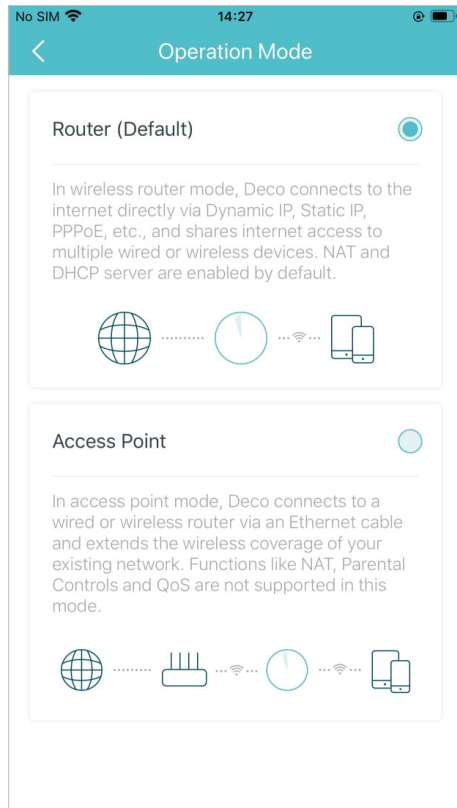 No SIM 14:27
Operation Mode
Router (Default)
In wireless router mode, Deco connects to the
internet directly via Dynamic IP, Static IP,
PPPoE, etc., and shares internet access to
multiple wired or wireless devices. NAT and
DHCP server are enabled by default.
Access Point
In access point mode, Deco connects to a
wired or wireless router via an Ethernet cable
and extends the wireless coverage of your
existing network. Functions like NAT, Parental
Controls and QoS are not supported in this
mode.